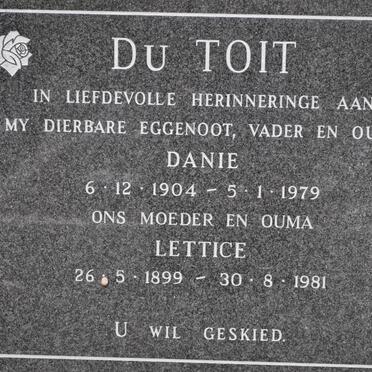 DU TOIT
IN LIEFDEVOLLE HERINNERINGE AAN
MY DIERBARE EGGENOOT, VADER EN
DANIE
6·12·1904 – 5·1·1979
ONS MOEDER EN OUMA
LETTICE
26·5·1899 – 30·8·1981
U WIL GESKIED.